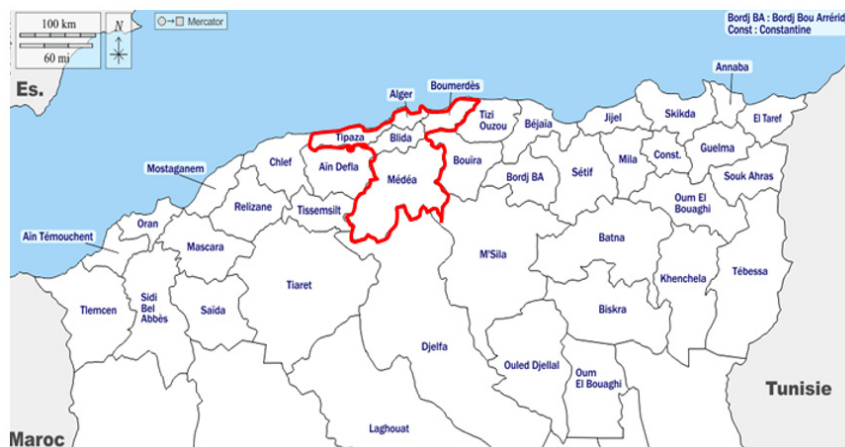 100 km
60 mi
N
Mercator
Bordj BA : Bordj Bou Arrérid
Const : Constantine
Es.
Annaba
Boumerdès
Alger
Tipaza
Blida
Tizi
Ouzou
Béjaïa
Jijel
Skikda
El Taref
Chlef
Aïn Defla
Médéa
Bouïra
Bordj BA
Sétif
Mila
Const.
Guelma
Souk Ahras
Mostaganem
Relizane
Tissemsilt
Oum El
Bouaghi
Aïn Témouchent
Oran
Mascara
M'Sila
Batna
Khenchela
Tébessa
Tlemcen
Sidi
Bel
Abbès
Saïda
Tiaret
Biskra
Djelfa
Ouled Djellal
Oum
El Bouaghi
Tunisie
Laghouat
Maroc